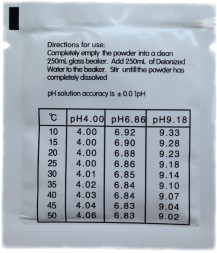 Directions for use:
Completely empty the powder into a clean
250mL glass beaker. Add 250mL of Deionized
Water to the beakor. Stir untill the powder has
completely dissolved
pH solution accuracy is ± 0.01pH
℃ pH4.00 pH6.86 pH9.18
10 4.00 6.92 9.33
15 4.00 6.90 9.28
20 4.00 6.88 9.23
25 4.00 6.86 9.18
30 4.01 6.85 9.14
35 4.02 6.84 9.10
40 4.03 6.84 9.07
45 4.04 6.83 9.04
50 4.06 6.83 9.02